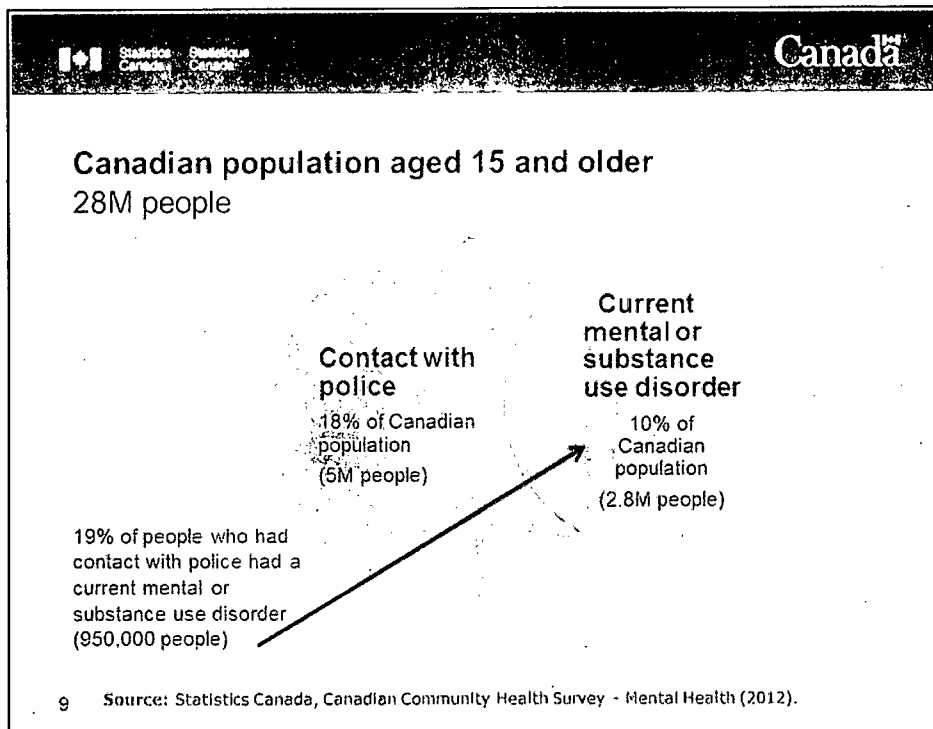 Statistics Statistique
Canada Canada
Canada
Canadian population aged 15 and older
28M people
Contact with
police
18% of Canadian
population
(5M people)
Current
mental or
substance
use disorder
10% of
Canadian
population
(2.8M people)
19% of people who had
contact with police had a
current mental or
substance use disorder
(950,000 people)
9 Source: Statistics Canada, Canadian Community Health Survey - Mental Health (2012).